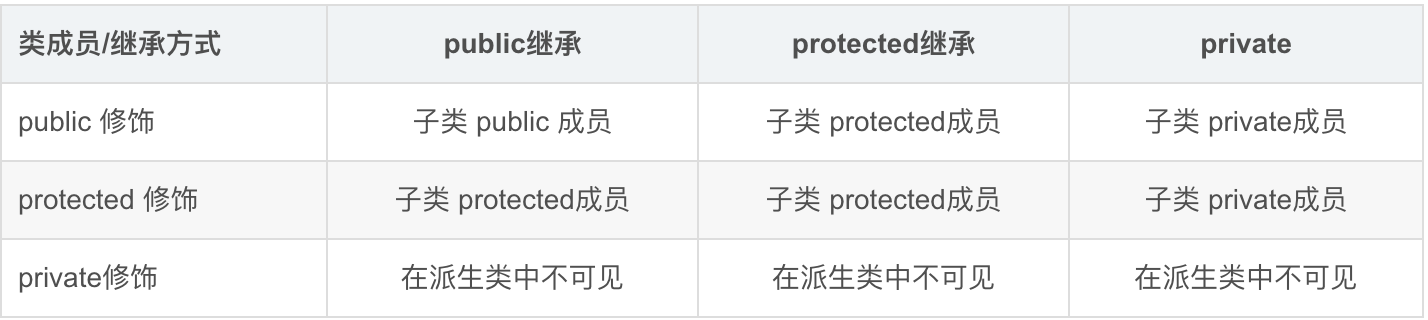 类成员/继承方式 public继承 protected继承 private
public 修饰 子类 public 成员 子类 protected成员 子类 private成员
protected 修饰 子类 protected成员 子类 protected成员 子类 private成员
private修饰 在派生类中不可见 在派生类中不可见 在派生类中不可见